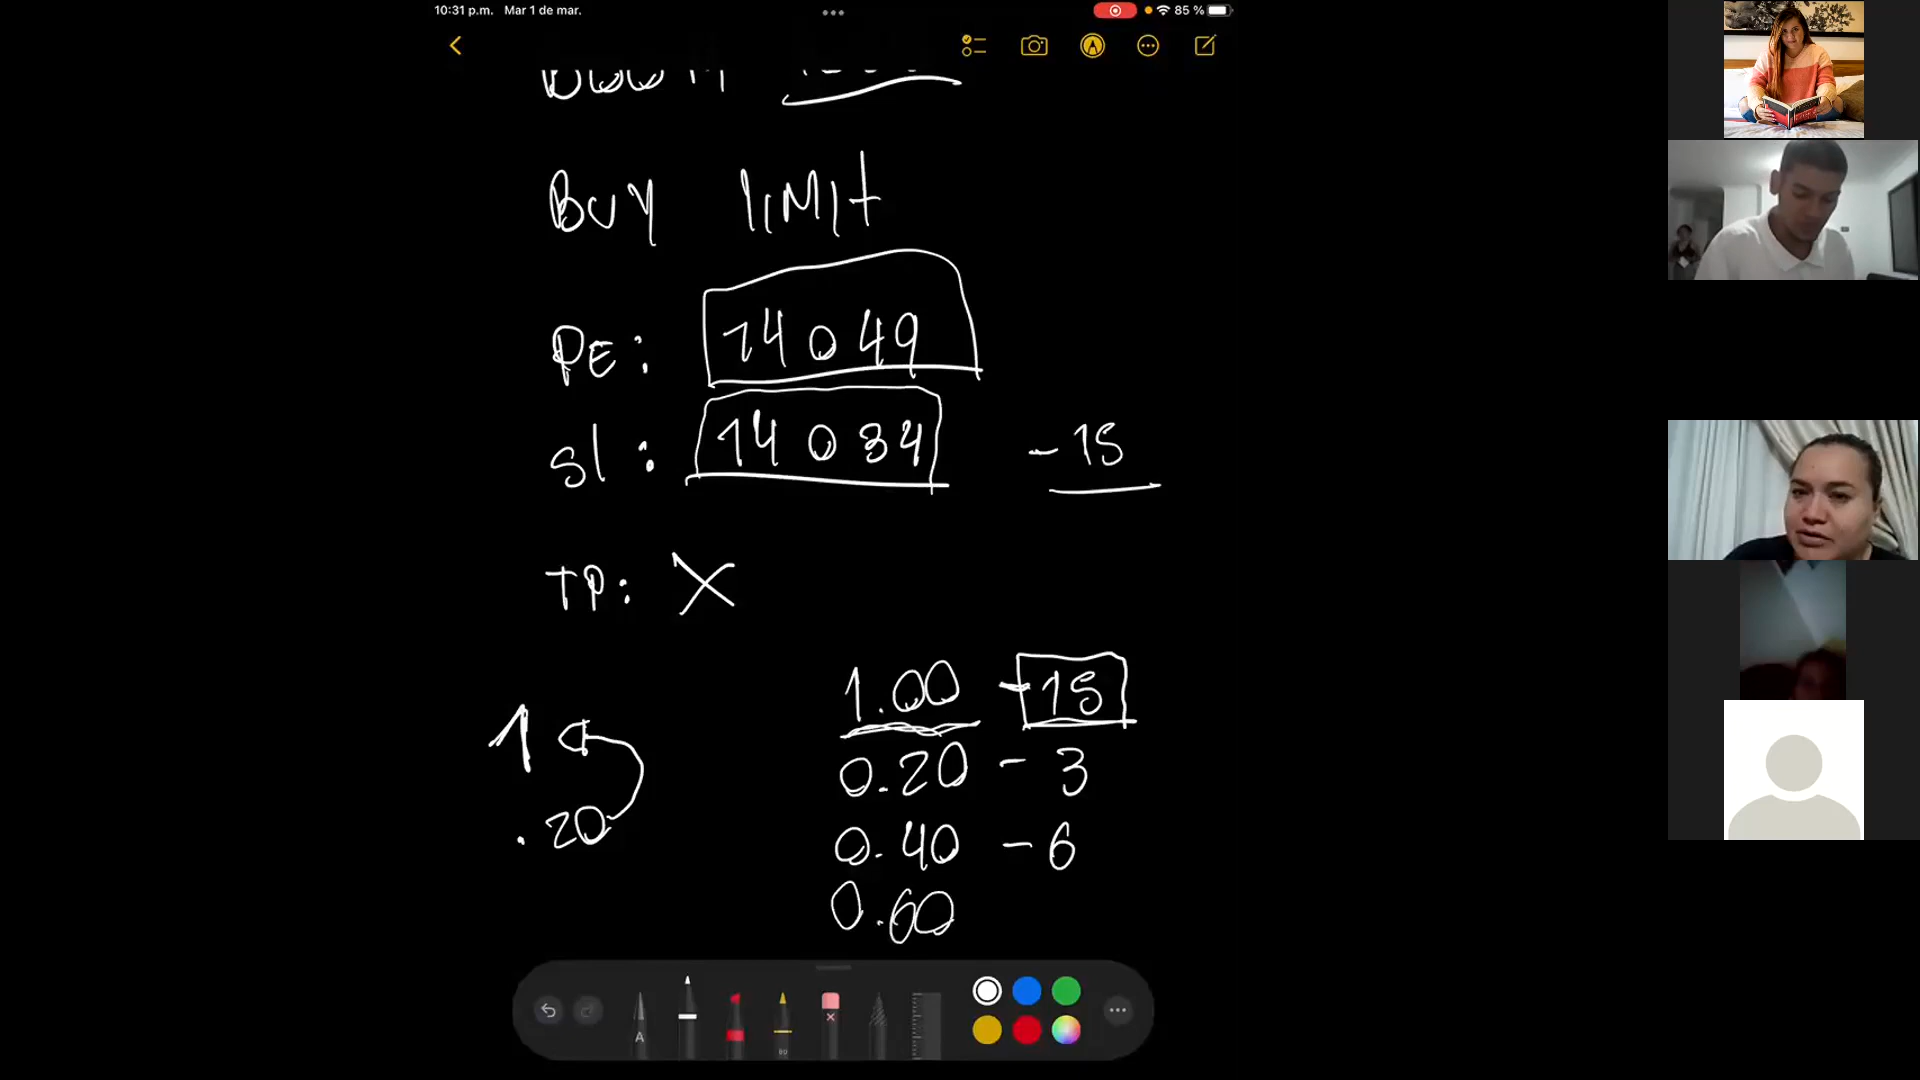 10:31 p.m. Mar 1 de mar. 85 %
BUY lIMIt
PE: 14049
sl: 14034 -15
TP: X
1.00 - 15
1
0.20 - 3
.20
0.40 - 6
0.60
A
80